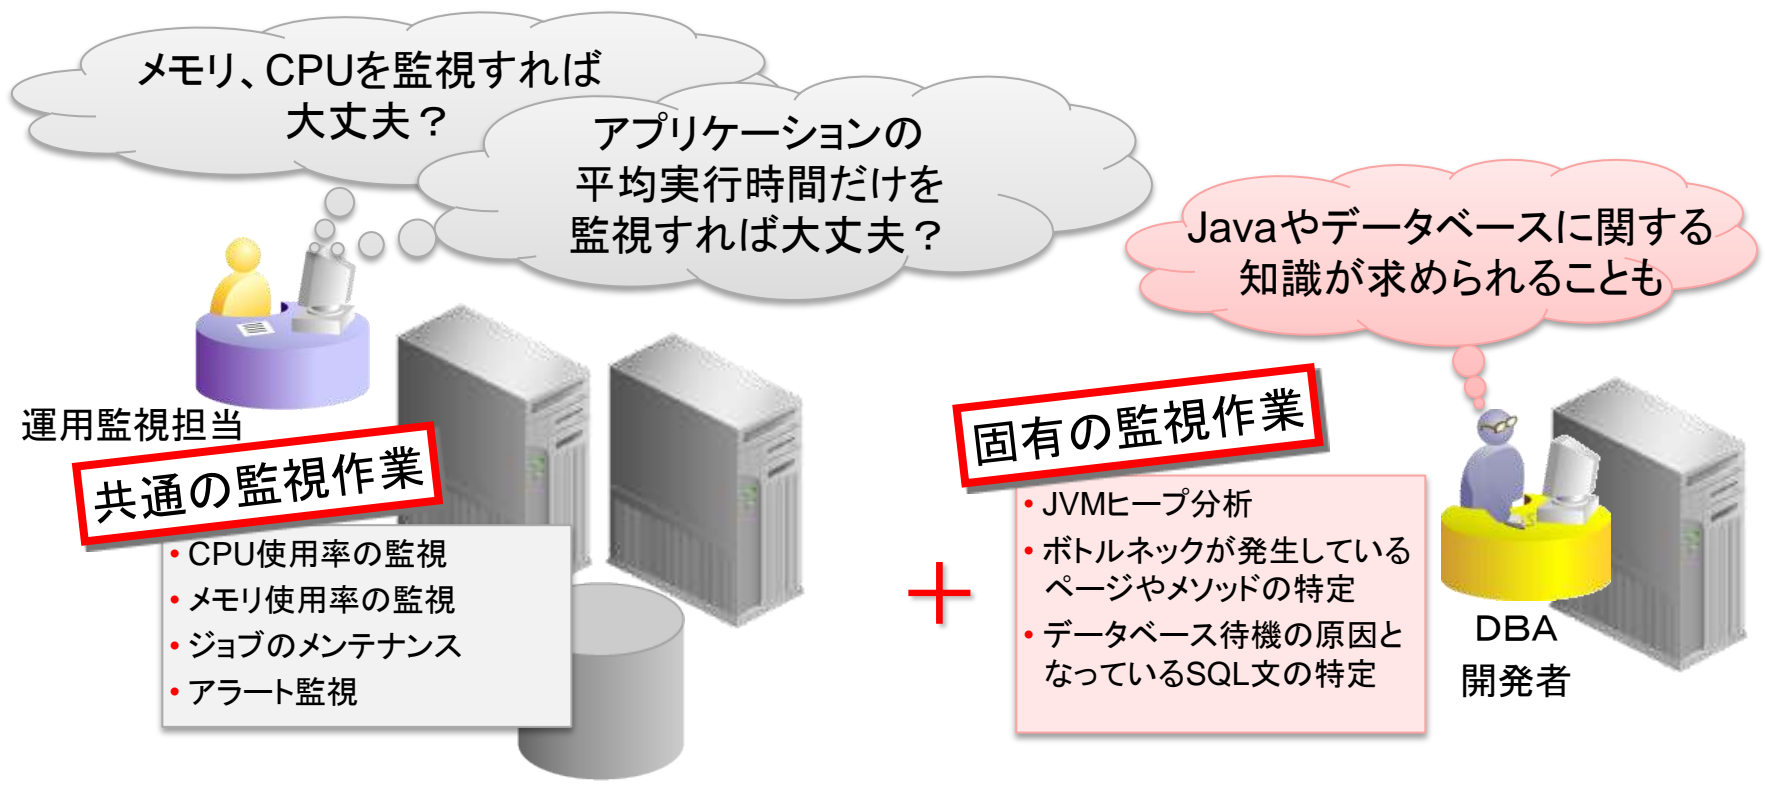 メモリ、CPUを監視すれば
大丈夫？
アプリケーションの
平均実行時間だけを
監視すれば大丈夫？
運用監視担当
共通の監視作業
• CPU使用率の監視
• メモリ使用率の監視
• ジョブのメンテナンス
• アラート監視
＋
Javaやデータベースに関する
知識が求められることも
固有の監視作業
• JVMヒープ分析
• ボトルネックが発生している
ページやメソッドの特定
• データベース待機の原因と
なっているSQL文の特定
ＤＢＡ
開発者